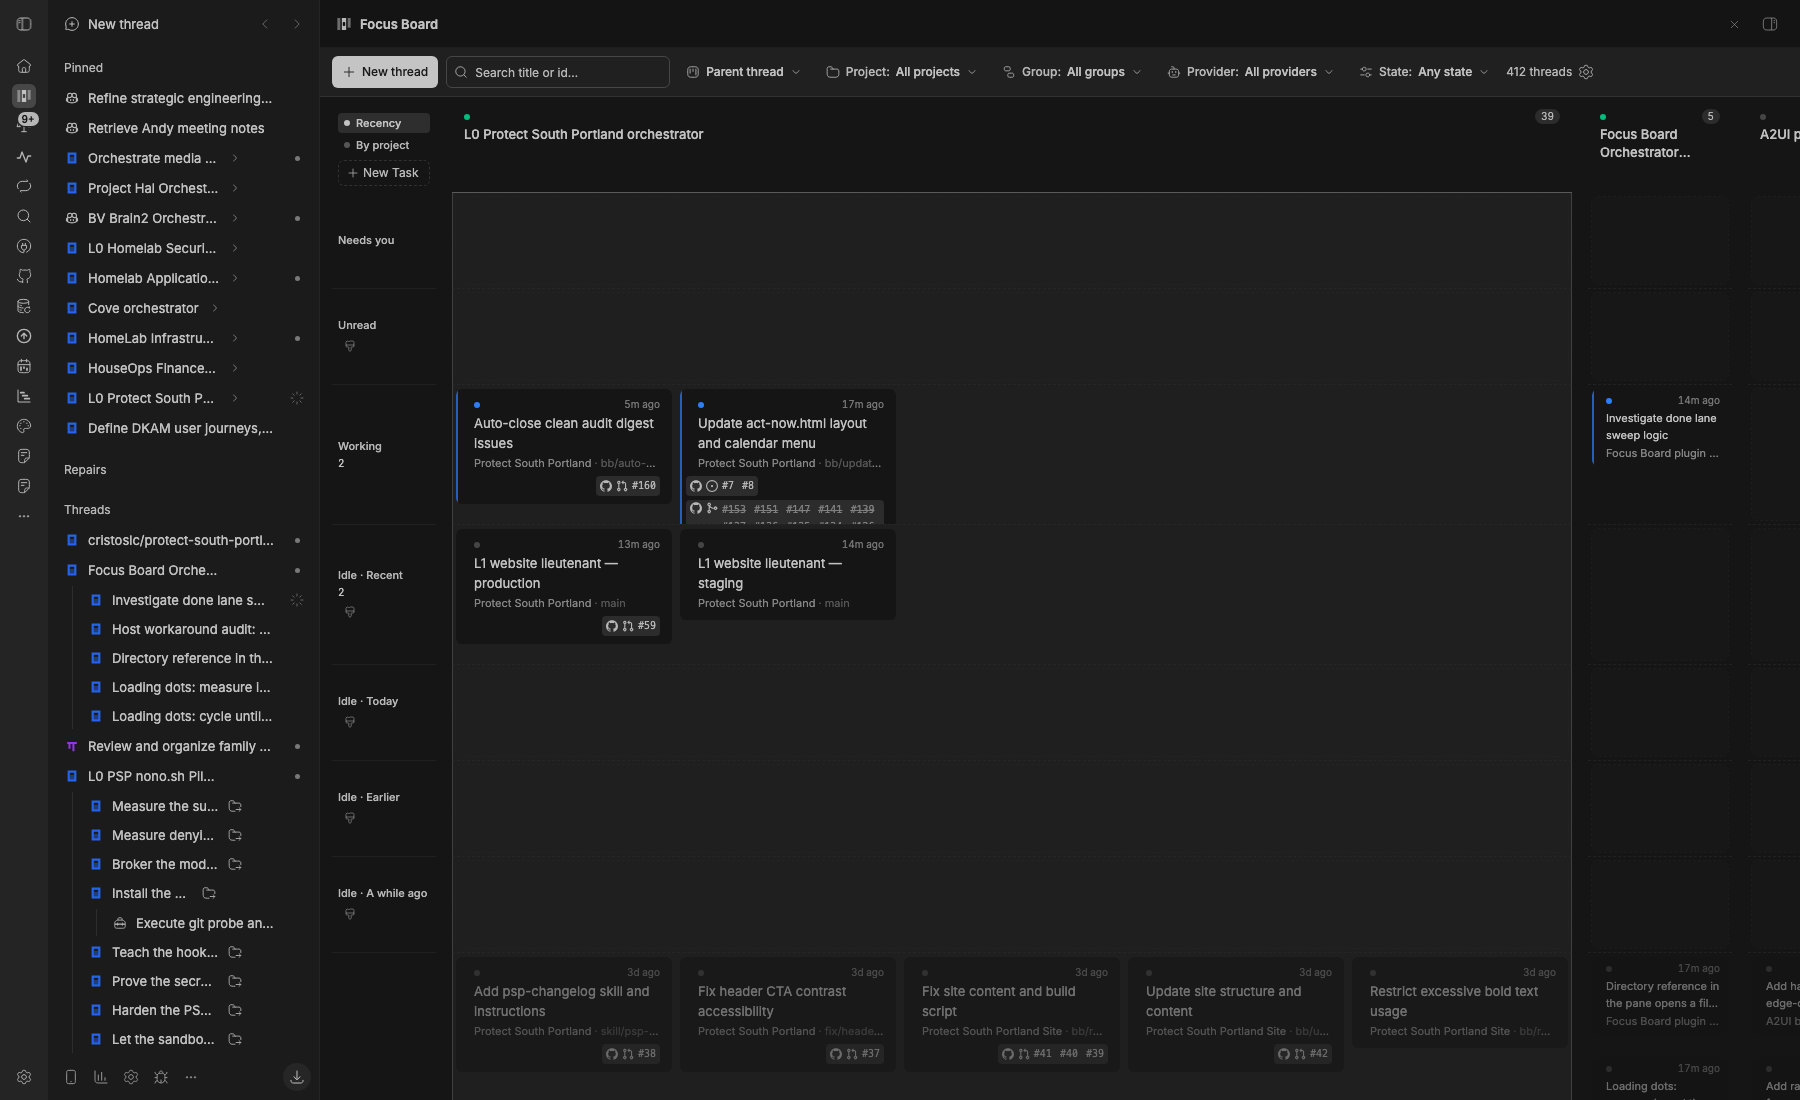 New thread
Pinned
Refine strategic engineering...
Retrieve Andy meeting notes
Orchestrate media ...
Project Hal Orchest...
BV Brain2 Orchestr...
L0 Homelab Securi...
Homelab Applicatio...
Cove orchestrator
HomeLab Infrastru...
HouseOps Finance...
L0 Protect South P...
Define DKAM user journeys,...
Repairs
Threads
cristoslc/protect-south-portl...
Focus Board Orche...
Investigate done lane s...
Host workaround audit: ...
Directory reference in th...
Loading dots: measure i...
Loading dots: cycle until...
Review and organize family ...
L0 PSP nono.sh Pil...
Measure the su...
Measure denyi...
Broker the mod...
Install the ...
Execute git probe an...
Teach the hook...
Prove the secr...
Harden the PS...
Let the sandbo...
9+
Focus Board
New thread
Search title or id...
Parent thread
Project: All projects
Group: All groups
Provider: All providers
State: Any state
412 threads
Recency
By project
New Task
L0 Protect South Portland orchestrator
39
Focus Board
Orchestrator...
5
A2UI p
Needs you
Unread
Working
2
5m ago
Auto-close clean audit digest
issues
Protect South Portland · bb/auto-...
#160
17m ago
Update act-now.html layout
and calendar menu
Protect South Portland · bb/updat...
#7 #8
#153 #151 #147 #141 #139
14m ago
Investigate done lane
sweep logic
Focus Board plugin ...
Idle · Recent
2
13m ago
L1 website lieutenant —
production
Protect South Portland · main
#59
14m ago
L1 website lieutenant —
staging
Protect South Portland · main
Idle · Today
Idle · Earlier
Idle · A while ago
3d ago
Add psp-changelog skill and
instructions
Protect South Portland · skill/psp-...
#38
3d ago
Fix header CTA contrast
accessibility
Protect South Portland · fix/heade...
#37
3d ago
Fix site content and build
script
Protect South Portland Site · bb/r...
#41 #40 #39
3d ago
Update site structure and
content
Protect South Portland Site · bb/u...
#42
3d ago
Restrict excessive bold text
usage
Protect South Portland Site · bb/r...
17m ago
Directory reference in
the pane opens a fil...
Focus Board plugin ...
Add ha
edge-c
A2UI b
17m ago
Loading dots:
Add ra